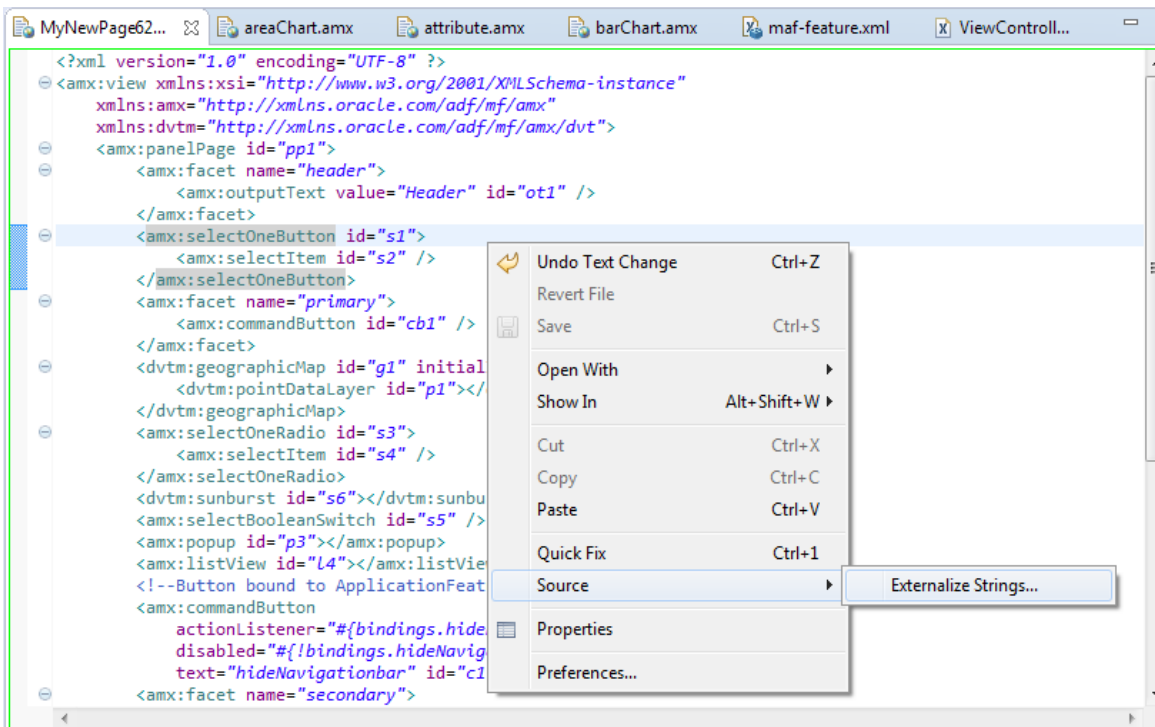 MyNewPage62... areaChart.amx attribute.amx barChart.amx maf-feature.xml ViewControll...
<?xml version="1.0" encoding="UTF-8" ?>
<amx:view xmlns:xsi="http://www.w3.org/2001/XMLSchema-instance"
xmlns:amx="http://xmlns.oracle.com/adf/mf/amx"
xmlns:dvtm="http://xmlns.oracle.com/adf/mf/amx/dvt">
<amx:panelPage id="pp1">
<amx:facet name="header">
<amx:outputText value="Header" id="ot1" />
</amx:facet>
<amx:selectOneButton id="s1">
<amx:selectItem id="s2" />
</amx:selectOneButton>
<amx:facet name="primary">
<amx:commandButton id="cb1" />
</amx:facet>
<dvtm:geographicMap id="g1" initial
<dvtm:pointDataLayer id="p1"></
</dvtm:geographicMap>
<amx:selectOneRadio id="s3">
<amx:selectItem id="s4" />
</amx:selectOneRadio>
<dvtm:sunburst id="s6"></dvtm:sunbu
<amx:selectBooleanSwitch id="s5" />
<amx:popup id="p3"></amx:popup>
<amx:listView id="l4"></amx:listVie
<!--Button bound to ApplicationFeat
<amx:commandButton
actionListener="#{bindings.hide
disabled="#{!bindings.hideNavig
text="hideNavigationbar" id="c1
<amx:facet name="secondary">
Undo Text Change Ctrl+Z
Revert File
Save Ctrl+S
Open With
Show In Alt+Shift+W
Cut Ctrl+X
Copy Ctrl+C
Paste Ctrl+V
Quick Fix Ctrl+1
Source
Externalize Strings...
Properties
Preferences...